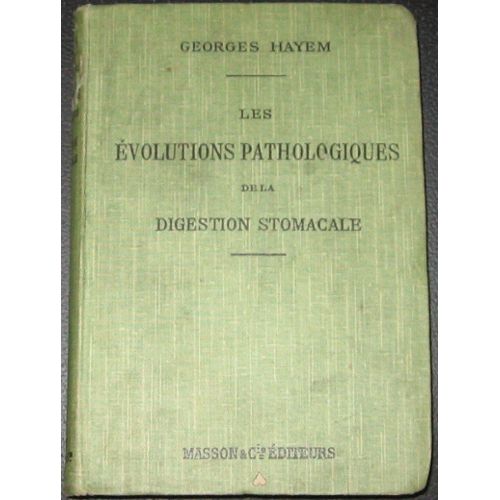 GEORGES HAYEM
LES
ÉVOLUTIONS PATHOLOGIQUES
DE LA
DIGESTION STOMACALE
MASSON & Cie ÉDITEURS